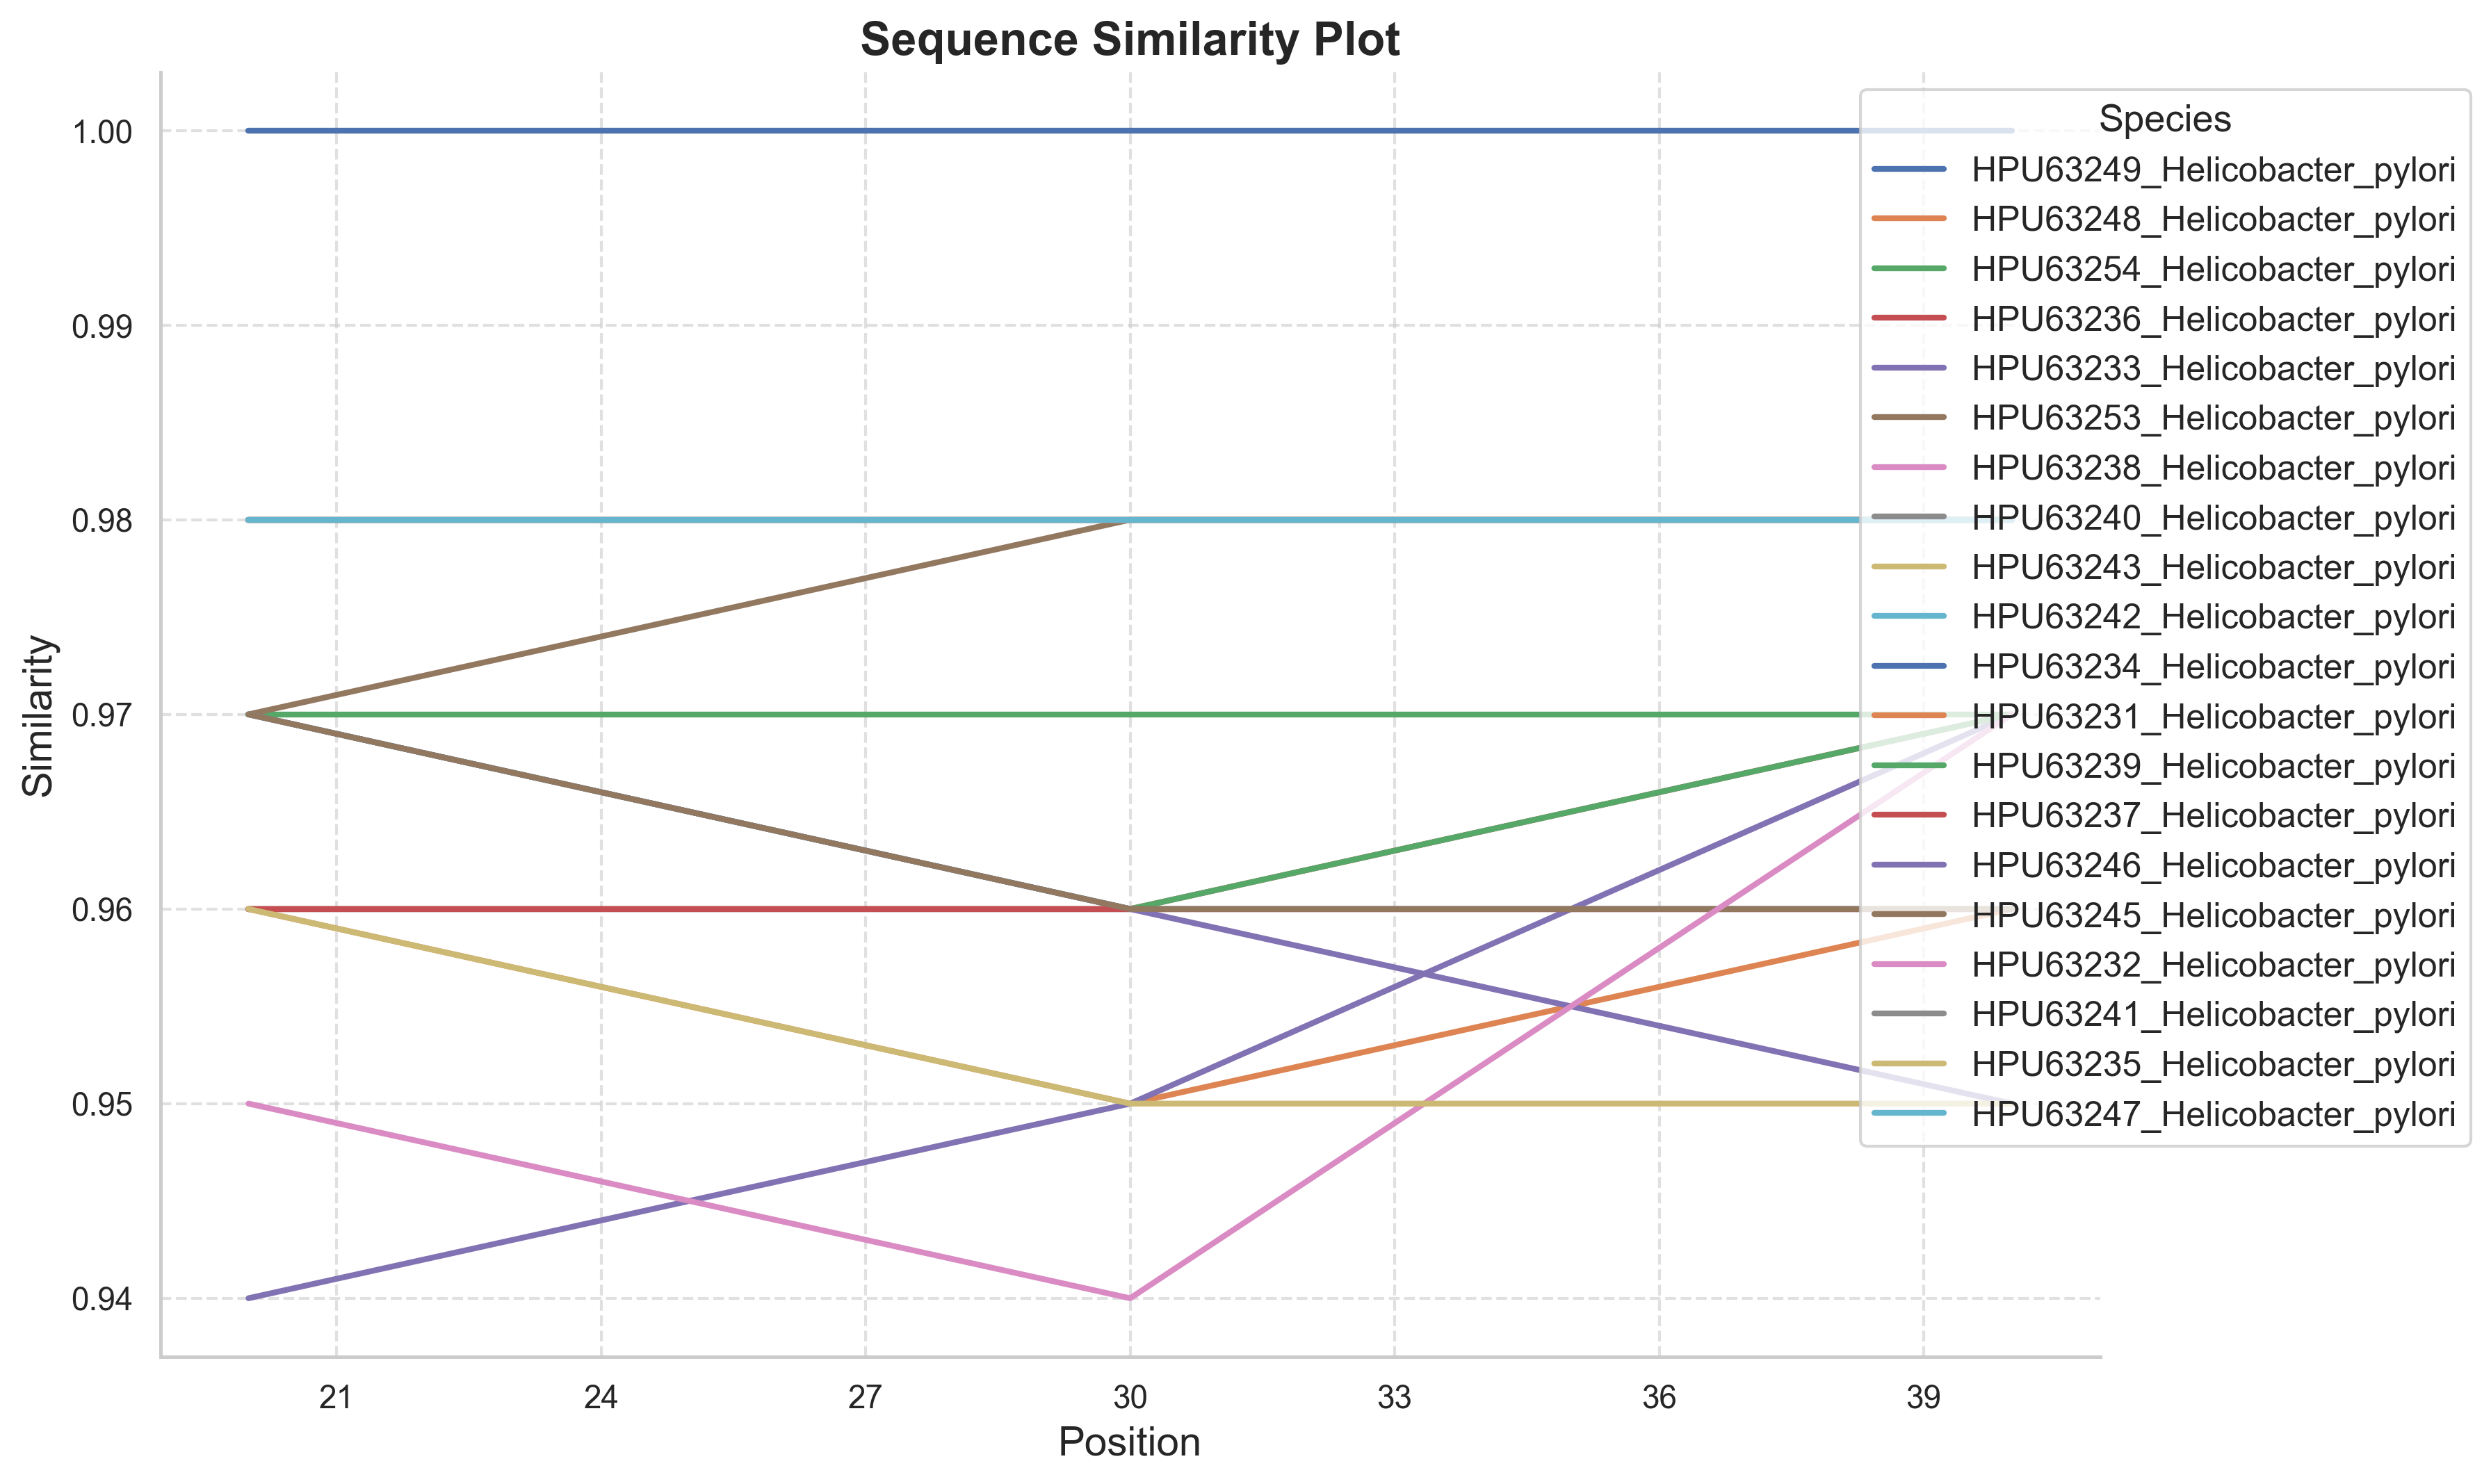 Sequence Similarity Plot
1.00
0.99
0.98
0.97
0.96
0.95
0.94
Similarity
21 24 27 30 33 36 39
Position
Species
HPU63249_Helicobacter_pylori
HPU63248_Helicobacter_pylori
HPU63254_Helicobacter_pylori
HPU63236_Helicobacter_pylori
HPU63233_Helicobacter_pylori
HPU63253_Helicobacter_pylori
HPU63238_Helicobacter_pylori
HPU63240_Helicobacter_pylori
HPU63243_Helicobacter_pylori
HPU63242_Helicobacter_pylori
HPU63234_Helicobacter_pylori
HPU63231_Helicobacter_pylori
HPU63239_Helicobacter_pylori
HPU63237_Helicobacter_pylori
HPU63246_Helicobacter_pylori
HPU63245_Helicobacter_pylori
HPU63232_Helicobacter_pylori
HPU63241_Helicobacter_pylori
HPU63235_Helicobacter_pylori
HPU63247_Helicobacter_pylori